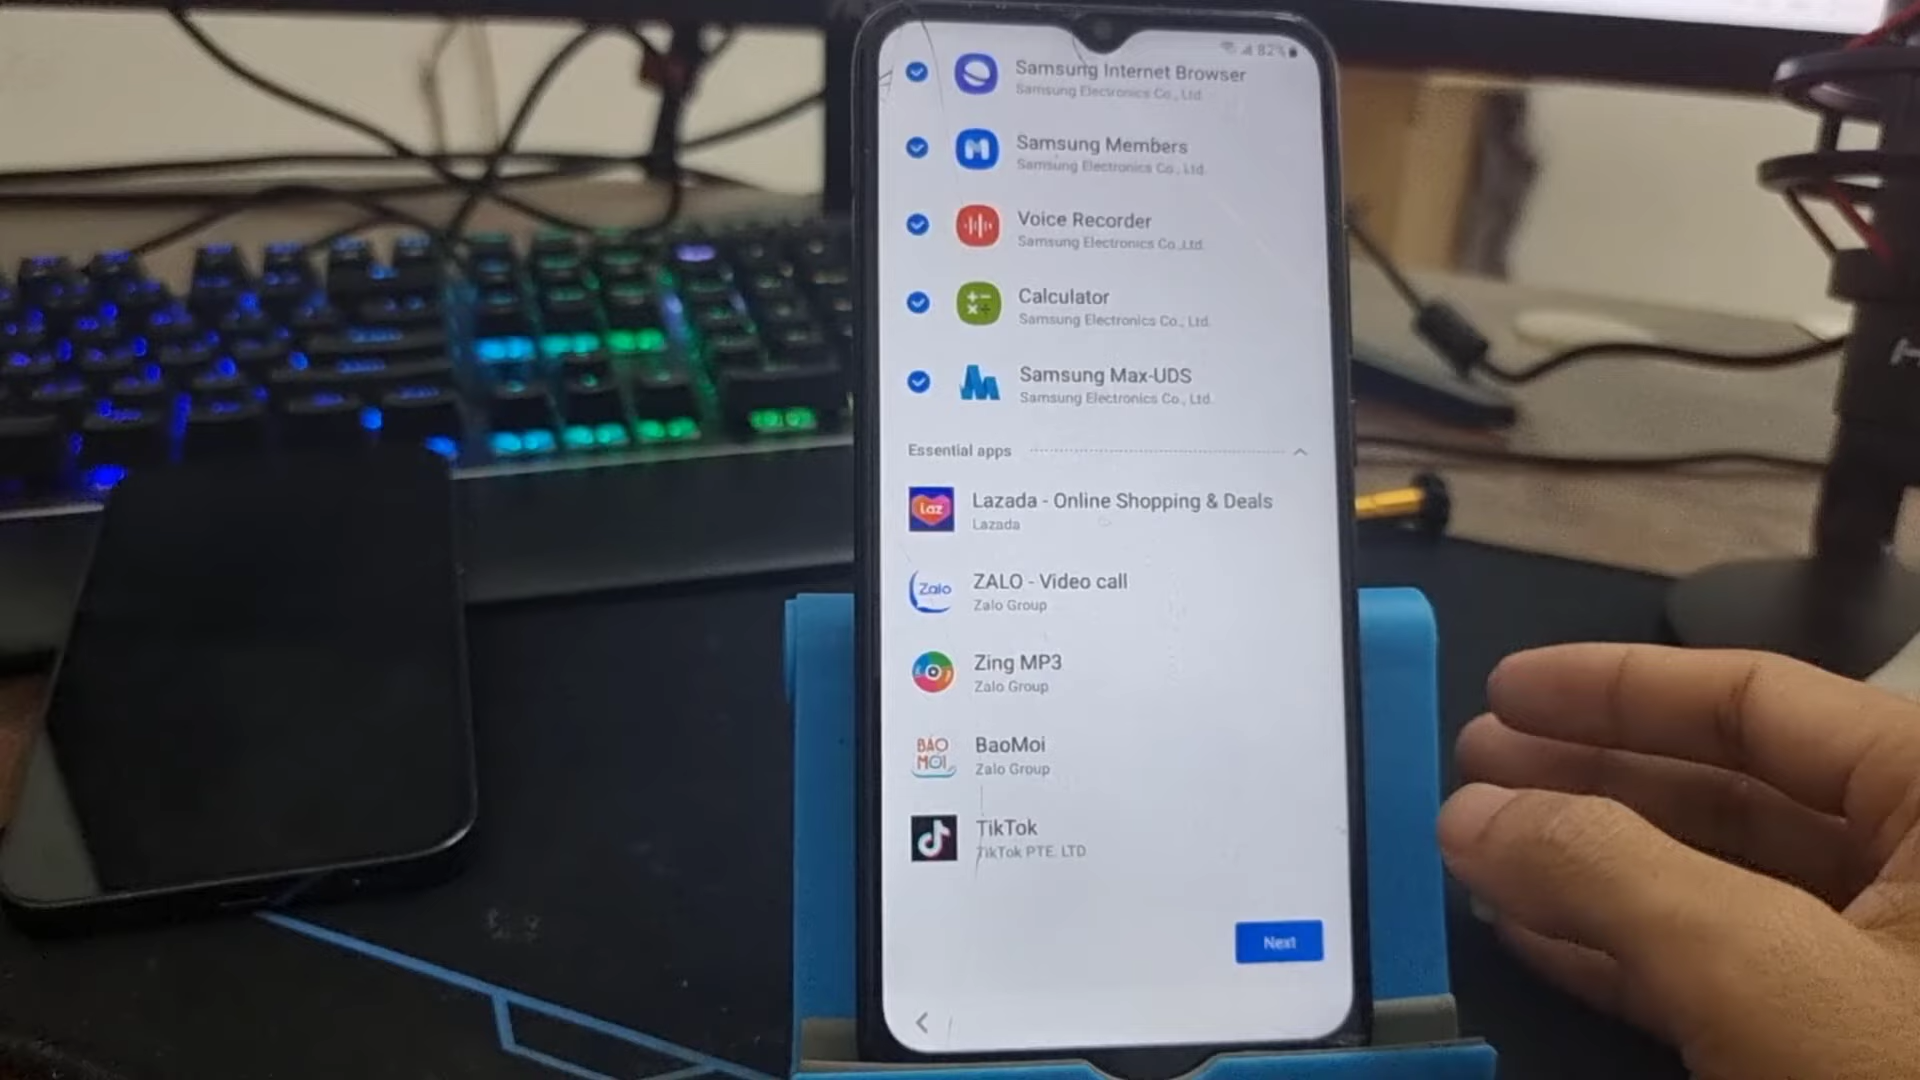 82%
Samsung Internet Browser
Samsung Electronics Co., Ltd.
Samsung Members
Samsung Electronics Co., Ltd.
Voice Recorder
Samsung Electronics Co.,Ltd.
Calculator
Samsung Electronics Co., Ltd.
Samsung Max-UDS
Samsung Electronics Co., Ltd.
Essential apps
Laz
Lazada - Online Shopping & Deals
Lazada
Zalo
ZALO - Video call
Zalo Group
Zing MP3
Zalo Group
BÁO
MỚI
BaoMoi
Zalo Group
TikTok
TikTok PTE. LTD
Next